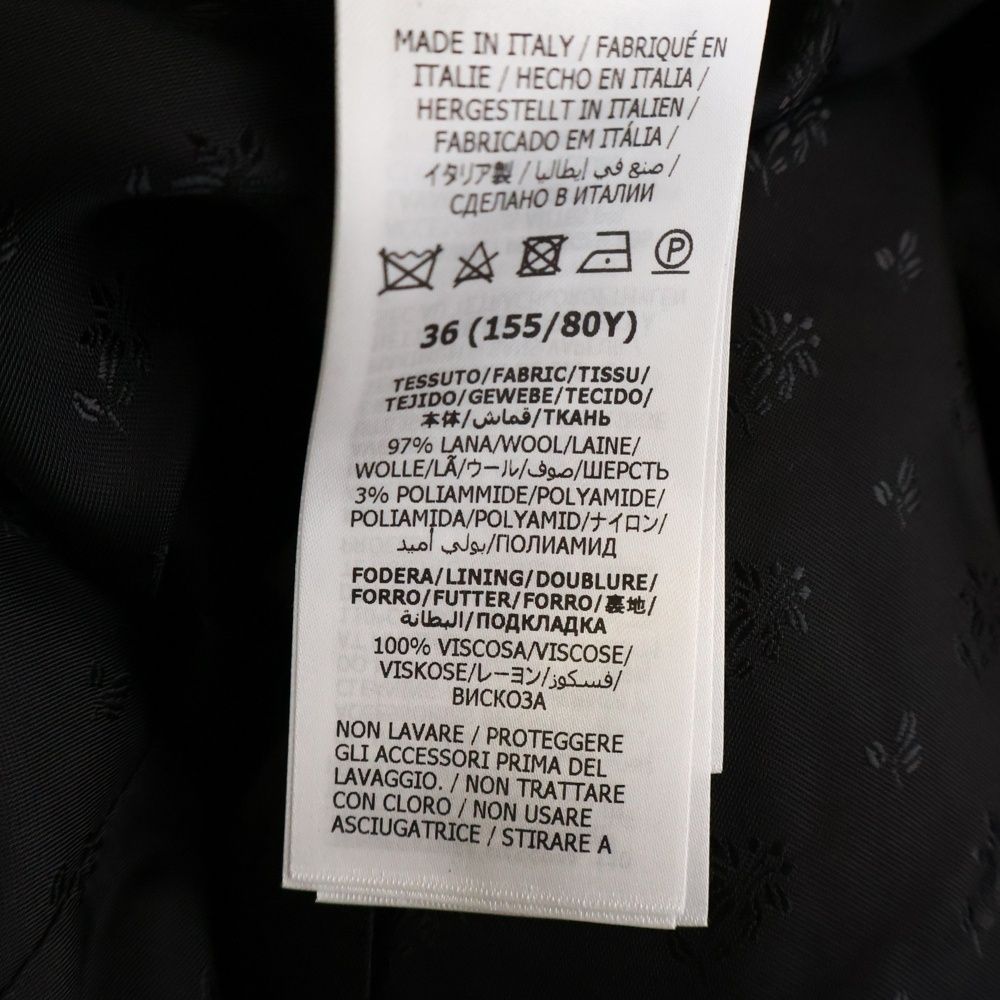 MADE IN ITALY / FABRIQUÉ EN
ITALIE / HECHO EN ITALIA /
HERGESTELLT IN ITALIEN /
FABRICADO EM ITÁLIA /
イタリア製 / صنع في إيطاليا /
СДЕЛАНО В ИТАЛИИ
P
36 (155/80Y)
TESSUTO/FABRIC/TISSU/
TEJIDO/GEWEBE/TECIDO/
本体/قماش/ТКАНЬ
97% LANA/WOOL/LAINE/
WOLLE/LÃ/ウール/صوف/ШЕРСТЬ
3% POLIAMMIDE/POLYAMIDE/
POLIAMIDA/POLYAMID/ナイロン/
بولي أميد/ПОЛИАМИД
FODERA/LINING/DOUBLURE/
FORRO/FUTTER/FORRO/裏地/
البطانة/ПОДКЛАДКА
100% VISCOSA/VISCOSE/
VISKOSE/レーヨン/فسكوز/
ВИСКОЗА
NON LAVARE / PROTEGGERE
GLI ACCESSORI PRIMA DEL
LAVAGGIO. / NON TRATTARE
CON CLORO / NON USARE
ASCIUGATRICE / STIRARE A